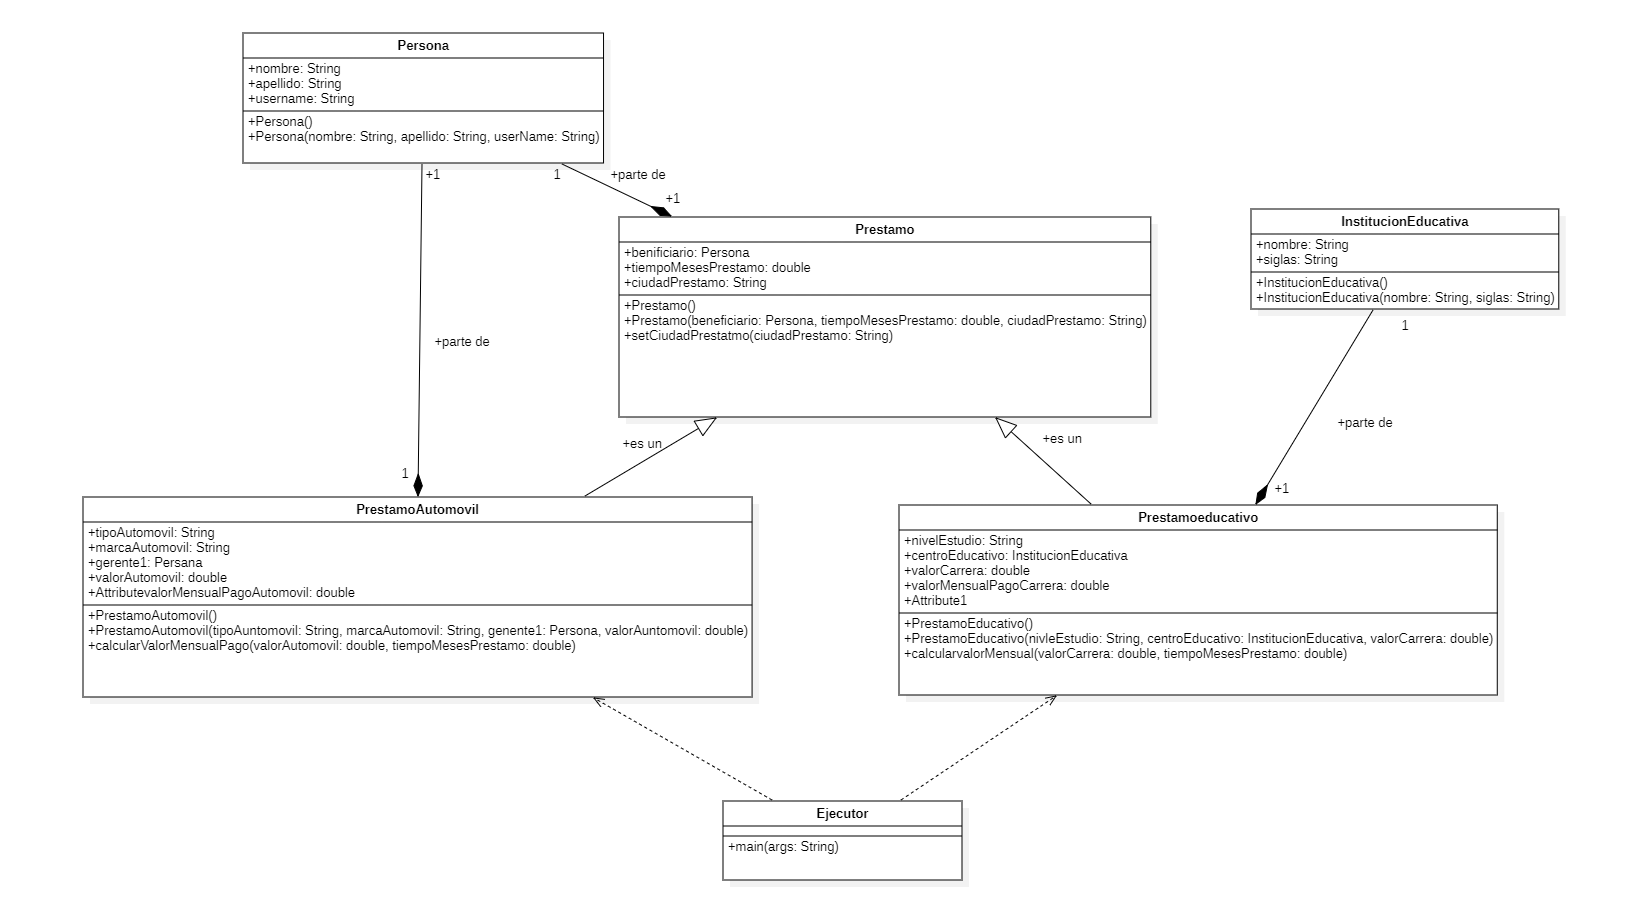 Persona
+nombre: String
+apellido: String
+username: String
+Persona()
+Persona(nombre: String, apellido: String, userName: String)
+1
1
+parte de
+1
Prestamo
+benificiario: Persona
+tiempoMesesPrestamo: double
+ciudadPrestamo: String
+Prestamo()
+Prestamo(beneficiario: Persona, tiempoMesesPrestamo: double, ciudadPrestamo: String)
+setCiudadPrestatmo(ciudadPrestamo: String)
InstitucionEducativa
+nombre: String
+siglas: String
+InstitucionEducativa()
+InstitucionEducativa(nombre: String, siglas: String)
1
+parte de
+parte de
+es un
+es un
1
+1
PrestamoAutomovil
+tipoAutomovil: String
+marcaAutomovil: String
+gerente1: Persana
+valorAutomovil: double
+AttributevalorMensualPagoAutomovil: double
+PrestamoAutomovil()
+PrestamoAutomovil(tipoAuntomovil: String, marcaAutomovil: String, genente1: Persona, valorAuntomovil: double)
+calcularValorMensualPago(valorAutomovil: double, tiempoMesesPrestamo: double)
Prestamoeducativo
+nivelEstudio: String
+centroEducativo: InstitucionEducativa
+valorCarrera: double
+valorMensualPagoCarrera: double
+Attribute1
+PrestamoEducativo()
+PrestamoEducativo(nivleEstudio: String, centroEducativo: InstitucionEducativa, valorCarrera: double)
+calcularvalorMensual(valorCarrera: double, tiempoMesesPrestamo: double)
Ejecutor
+main(args: String)